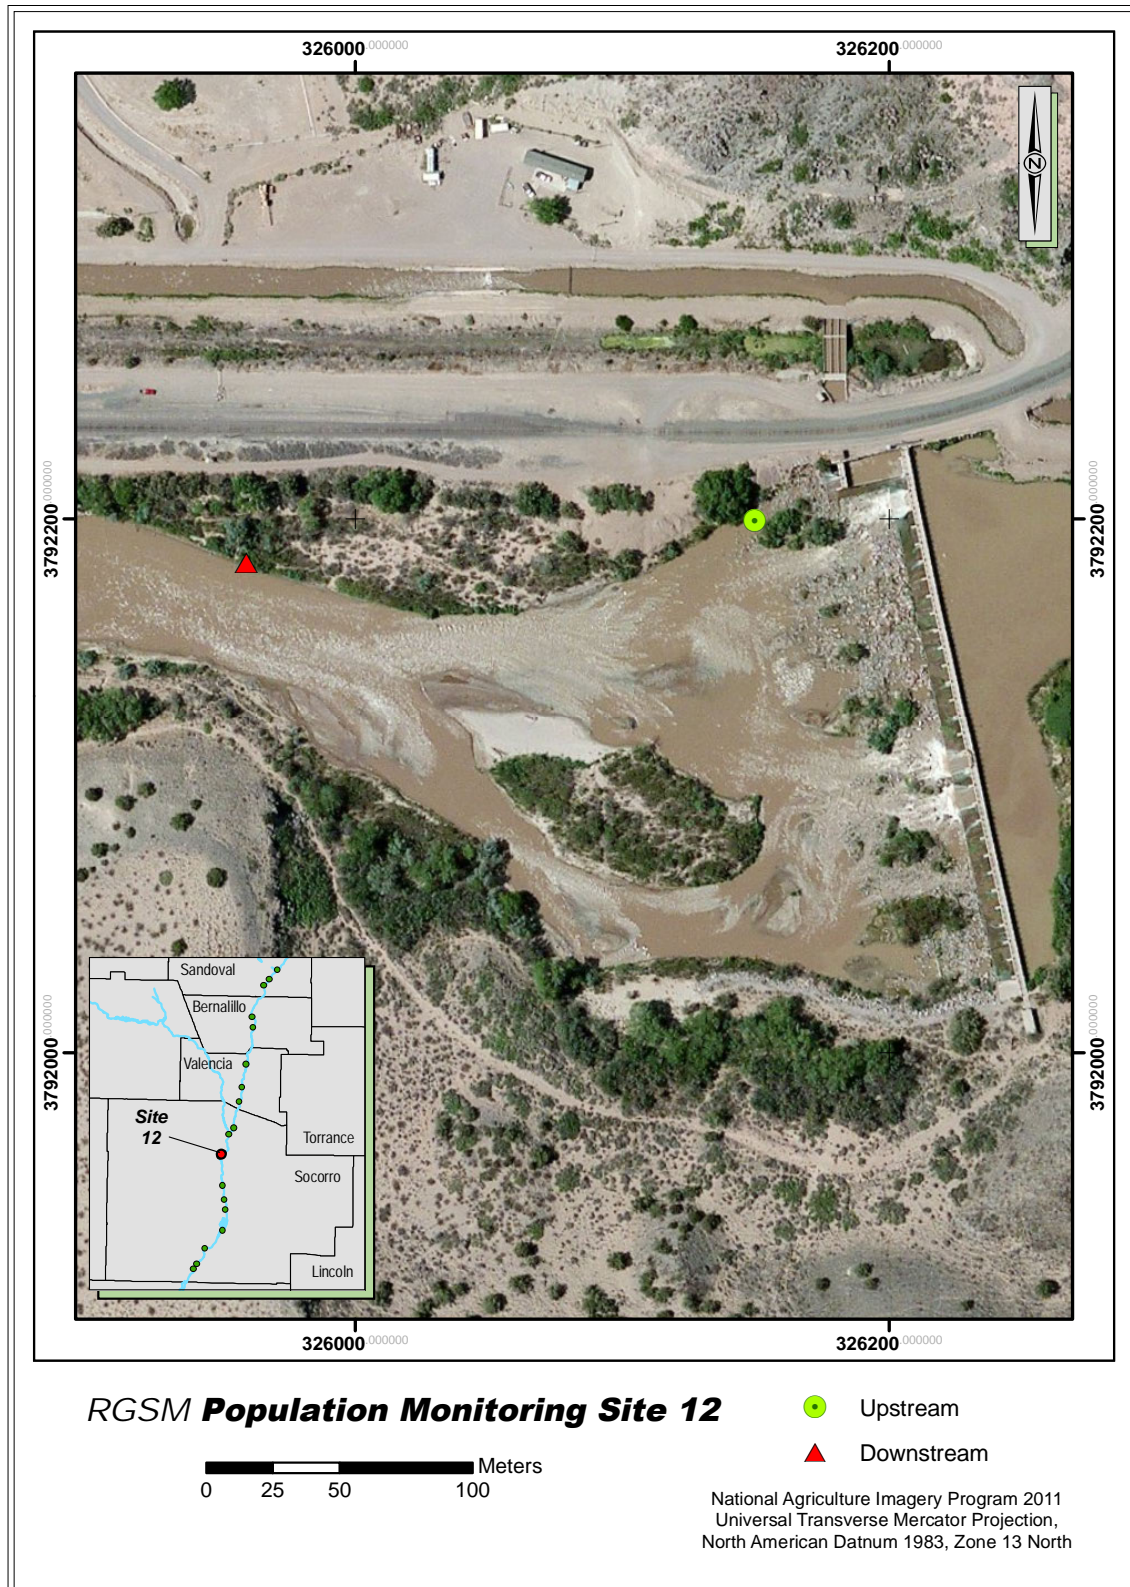 326000.000000 326200.000000
N
3792200.000000 3792200.000000
3792000.000000 3792000.000000
Sandoval
Bernalillo
Valencia
Site
12
Torrance
Socorro
Lincoln
326000.000000 326200.000000
RGSM Population Monitoring Site 12
Upstream
Downstream
Meters
0 25 50 100
National Agriculture Imagery Program 2011
Universal Transverse Mercator Projection,
North American Datnum 1983, Zone 13 North